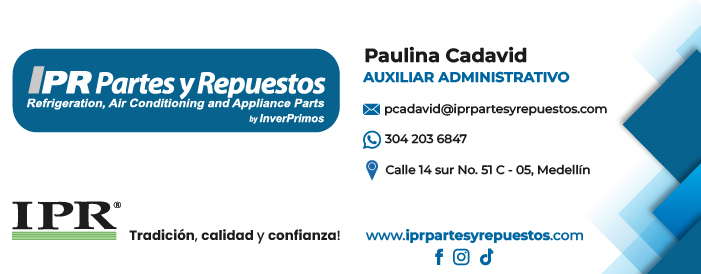 IPR Partes y Repuestos
Refrigeration, Air Conditioning and Appliance Parts
by InverPrimos
IPR®
Tradición, calidad y confianza!
Paulina Cadavid
AUXILIAR ADMINISTRATIVO
pcadavid@iprpartesyrepuestos.com
304 203 6847
Calle 14 sur No. 51 C - 05, Medellín
www.iprpartesyrepuestos.com